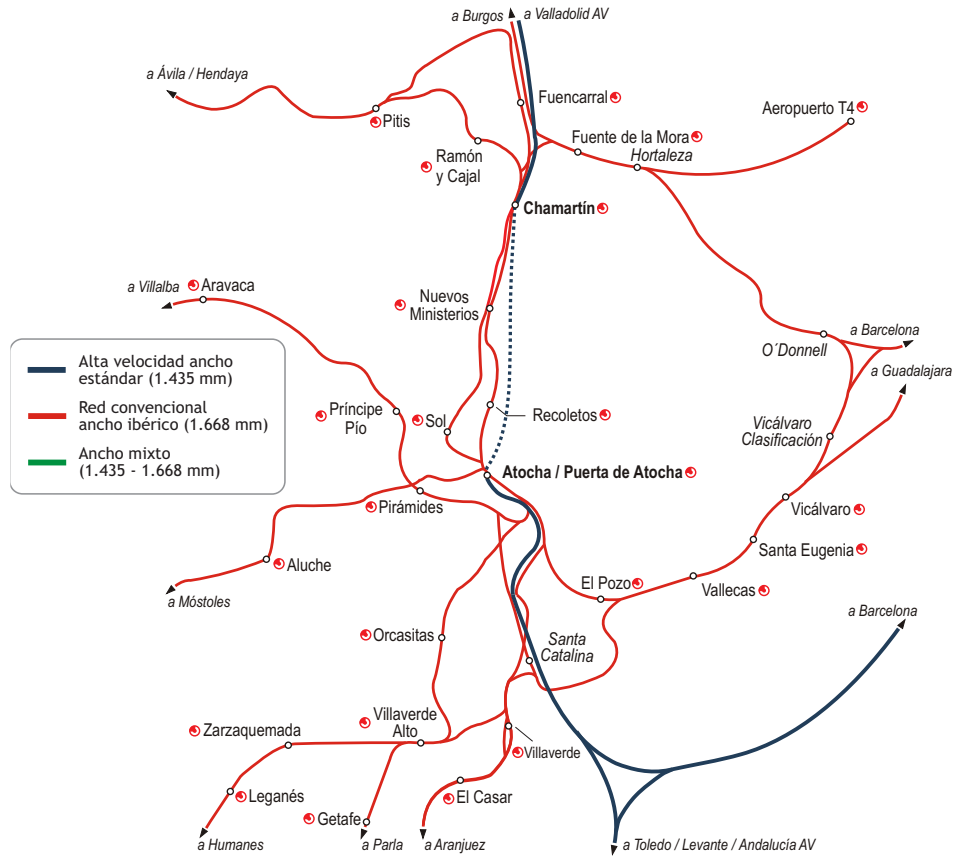 a Burgos
a Valladolid AV
a Ávila / Hendaya
Fuencarral
Aeropuerto T4
Pitis
Fuente de la Mora
Hortaleza
Ramón
y Cajal
Chamartín
a Villalba
Aravaca
Nuevos
Ministerios
a Barcelona
O´Donnell
a Guadalajara
Alta velocidad ancho
estándar (1.435 mm)
Red convencional
ancho ibérico (1.668 mm)
Ancho mixto
(1.435 - 1.668 mm)
Príncipe
Pío
Sol
Recoletos
Vicálvaro
Clasificación
Atocha / Puerta de Atocha
Pirámides
Vicálvaro
Santa Eugenia
Aluche
a Móstoles
El Pozo
Vallecas
a Barcelona
Orcasitas
Santa
Catalina
Zarzaquemada
Villaverde
Alto
Villaverde
Leganés
El Casar
Getafe
a Humanes
a Parla
a Aranjuez
a Toledo / Levante / Andalucía AV